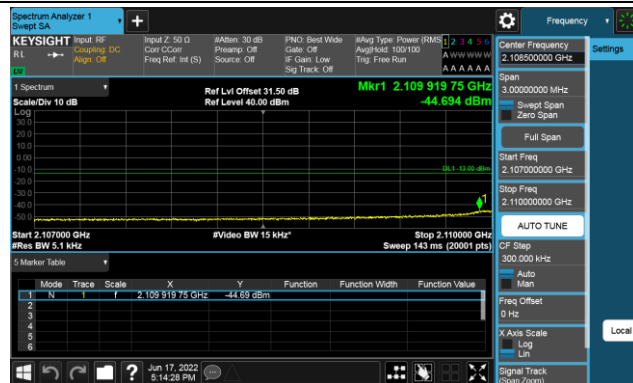 Spectrum Analyzer 1
Swept SA
Frequency
KEYSIGHT
RL
Input: RF
Coupling: DC
Align: Off
Input Z: 50 Ω
Corr CCorr
Freq Ref: Int (S)
#Atten: 30 dB
Preamp: Off
Source: Off
PNO: Best Wide
Gate: Off
IF Gain: Low
Sig Track: Off
#Avg Type: Power (RMS
Avg|Hold: 100/100
Trig: Free Run
1 2 3 4 5 6
A W W W W W
A A A A A A
LW
1 Spectrum
Scale/Div 10 dB
Log
Ref Lvl Offset 31.50 dB
Ref Level 40.00 dBm
Mkr1 2.109 919 75 GHz
-44.694 dBm
30.0
20.0
10.0
0.00
-10.0
-20.0
-30.0
-40.0
-50.0
DL1 -13.00 dBm
1
Start 2.107000 GHz
#Res BW 5.1 kHz
#Video BW 15 kHz*
Stop 2.110000 GHz
Sweep 143 ms (20001 pts)
5 Marker Table
Mode Trace Scale X Y Function Function Width Function Value
1 N 1 f 2.109 919 75 GHz -44.69 dBm
2
3
4
5
6
Jun 17, 2022
5:14:28 PM
Center Frequency
2.108500000 GHz
Settings
Span
3.00000000 MHz
Swept Span
Zero Span
Full Span
Start Freq
2.107000000 GHz
Stop Freq
2.110000000 GHz
AUTO TUNE
CF Step
300.000 kHz
Auto
Man
Freq Offset
0 Hz
X Axis Scale
Log
Lin
Local
Signal Track
(Span Zoom)